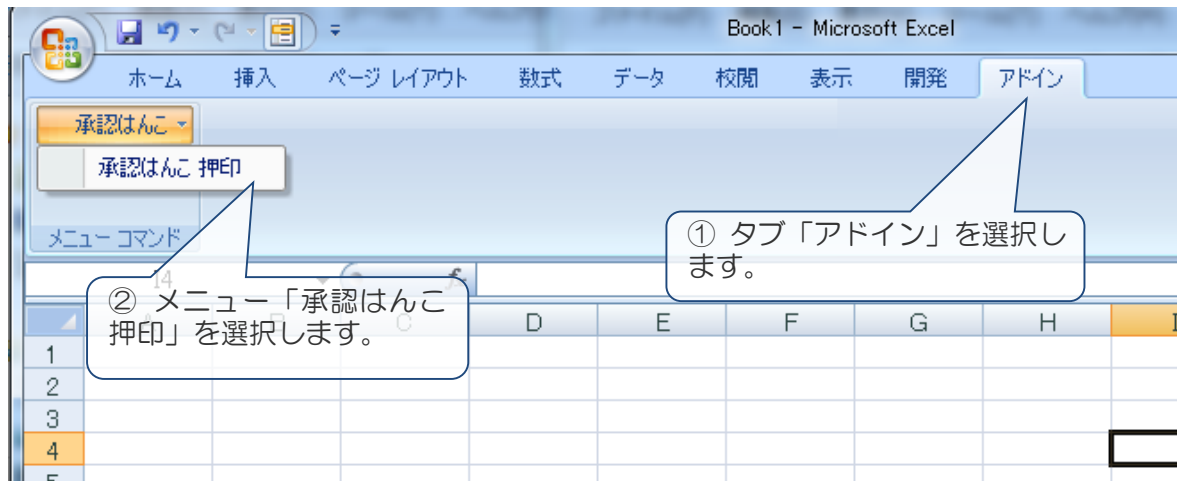 Book1 - Microsoft Excel
ホーム 挿入 ページ レイアウト 数式 データ 校閲 表示 開発 アドイン
承認はんこ
承認はんこ 押印
メニュー コマンド
① タブ「アドイン」を選択し
ます。
I4
② メニュー「承認はんこ
押印」を選択します。
A B C D E F G H I
1
2
3
4
5